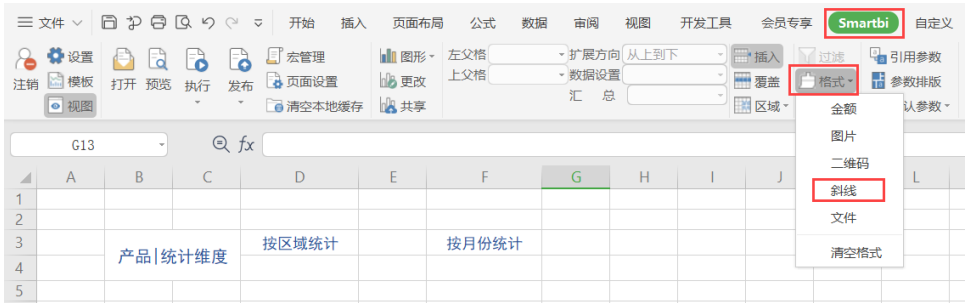 三 文件 开始 插入 页面布局 公式 数据 审阅 视图 开发工具 会员专享 Smartbi 自定义
设置 宏管理 图形 左父格 扩展方向 从上到下 插入 过滤 引用参数
注销 模板 打开 预览 执行 发布 页面设置 更改 上父格 数据设置 覆盖 格式 参数排版
视图 清空本地缓存 共享 汇 总 区域 认参数
金额
图片
二维码
斜线
文件
清空格式
G13 fx
A B C D E F G H I J L
1
2
3 按区域统计 按月份统计
产品|统计维度
4
5